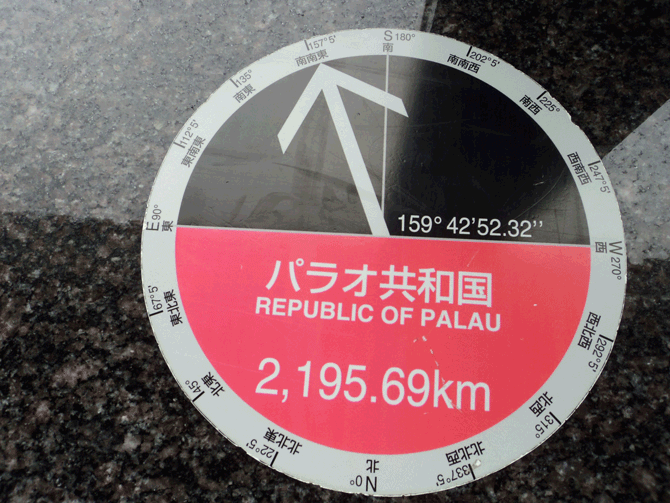 S 180°
南
202°5'
南南西
225°
247°5'
西南西
W 270°
西
292°5'
西北西
315°
北西
337°5'
北北西
N 0°
北
22°5'
北北東
45°
北東
67°5'
東北東
E 90°
東
112°5'
東南東
135°
南東
157°5'
南南東
159° 42'52.32''
パラオ共和国
REPUBLIC OF PALAU
2,195.69km